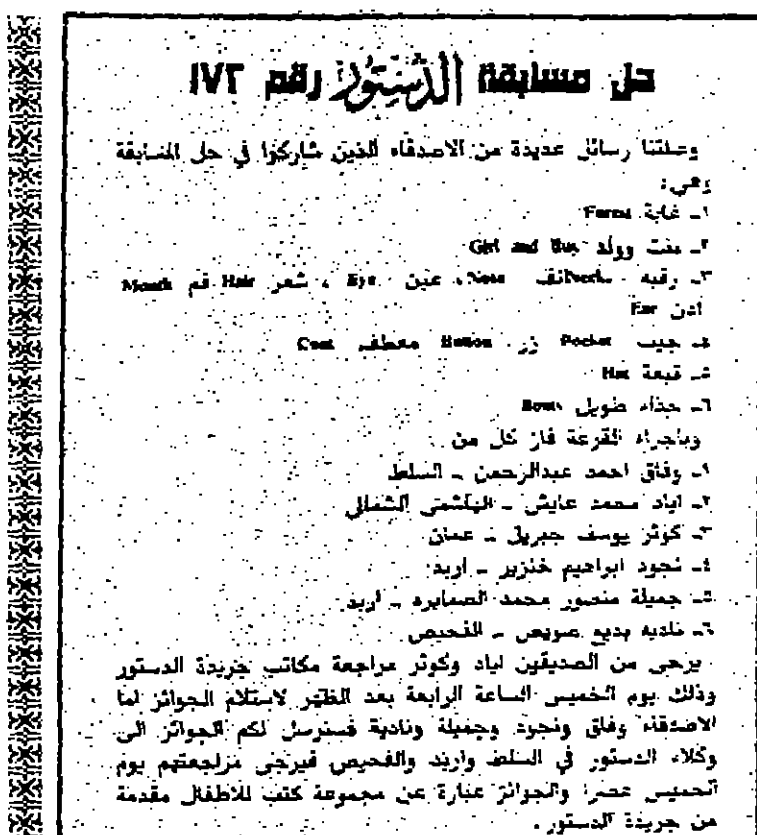 حل مسابقة الدستور رقم ١٧٢
وصلتنا رسائل عديدة من الاصدقاء الذين شاركوا في حل المسابقة
وهي:
١ـ غابة Forest
٢ـ بنت وولد Girl and Boy
٣ـ رقبه Neck انف Nose، عين Eye ، شعر Hair فم Mouth
اذن Ear
٤ـ جيب Pocket زر Button معطف Coat
٥ـ قبعة Hat
٦ـ حذاء طويل Boots
وباجراء القرعة فاز كل من
١ـ وفاق احمد عبدالرحمن ـ السلط
٢ـ اياد محمد عايش ـ الهاشمي الشمالي
٣ـ كوثر يوسف جبريل ـ عمان
٤ـ نجود ابراهيم خنزير ـ اربد
٥ـ جميلة منصور محمد الصمايره ـ اربد
٦ـ ناديه بديع صويص ـ الفحيص
يرجى من الصديقين اياد وكوثر مراجعة مكاتب جريدة الدستور
وذلك يوم الخميس الساعة الرابعة بعد الظهر لاستلام الجوائز اما
الاصدقاء وفاق ونجود وجميلة ونادية فسنرسل لكم الجوائز الى
وكلاء الدستور في السلط واربد والفحيص فيرجى مراجعتهم يوم
الخميس عصرا والجوائز عبارة عن مجموعة كتب للاطفال مقدمة
من جريدة الدستور.